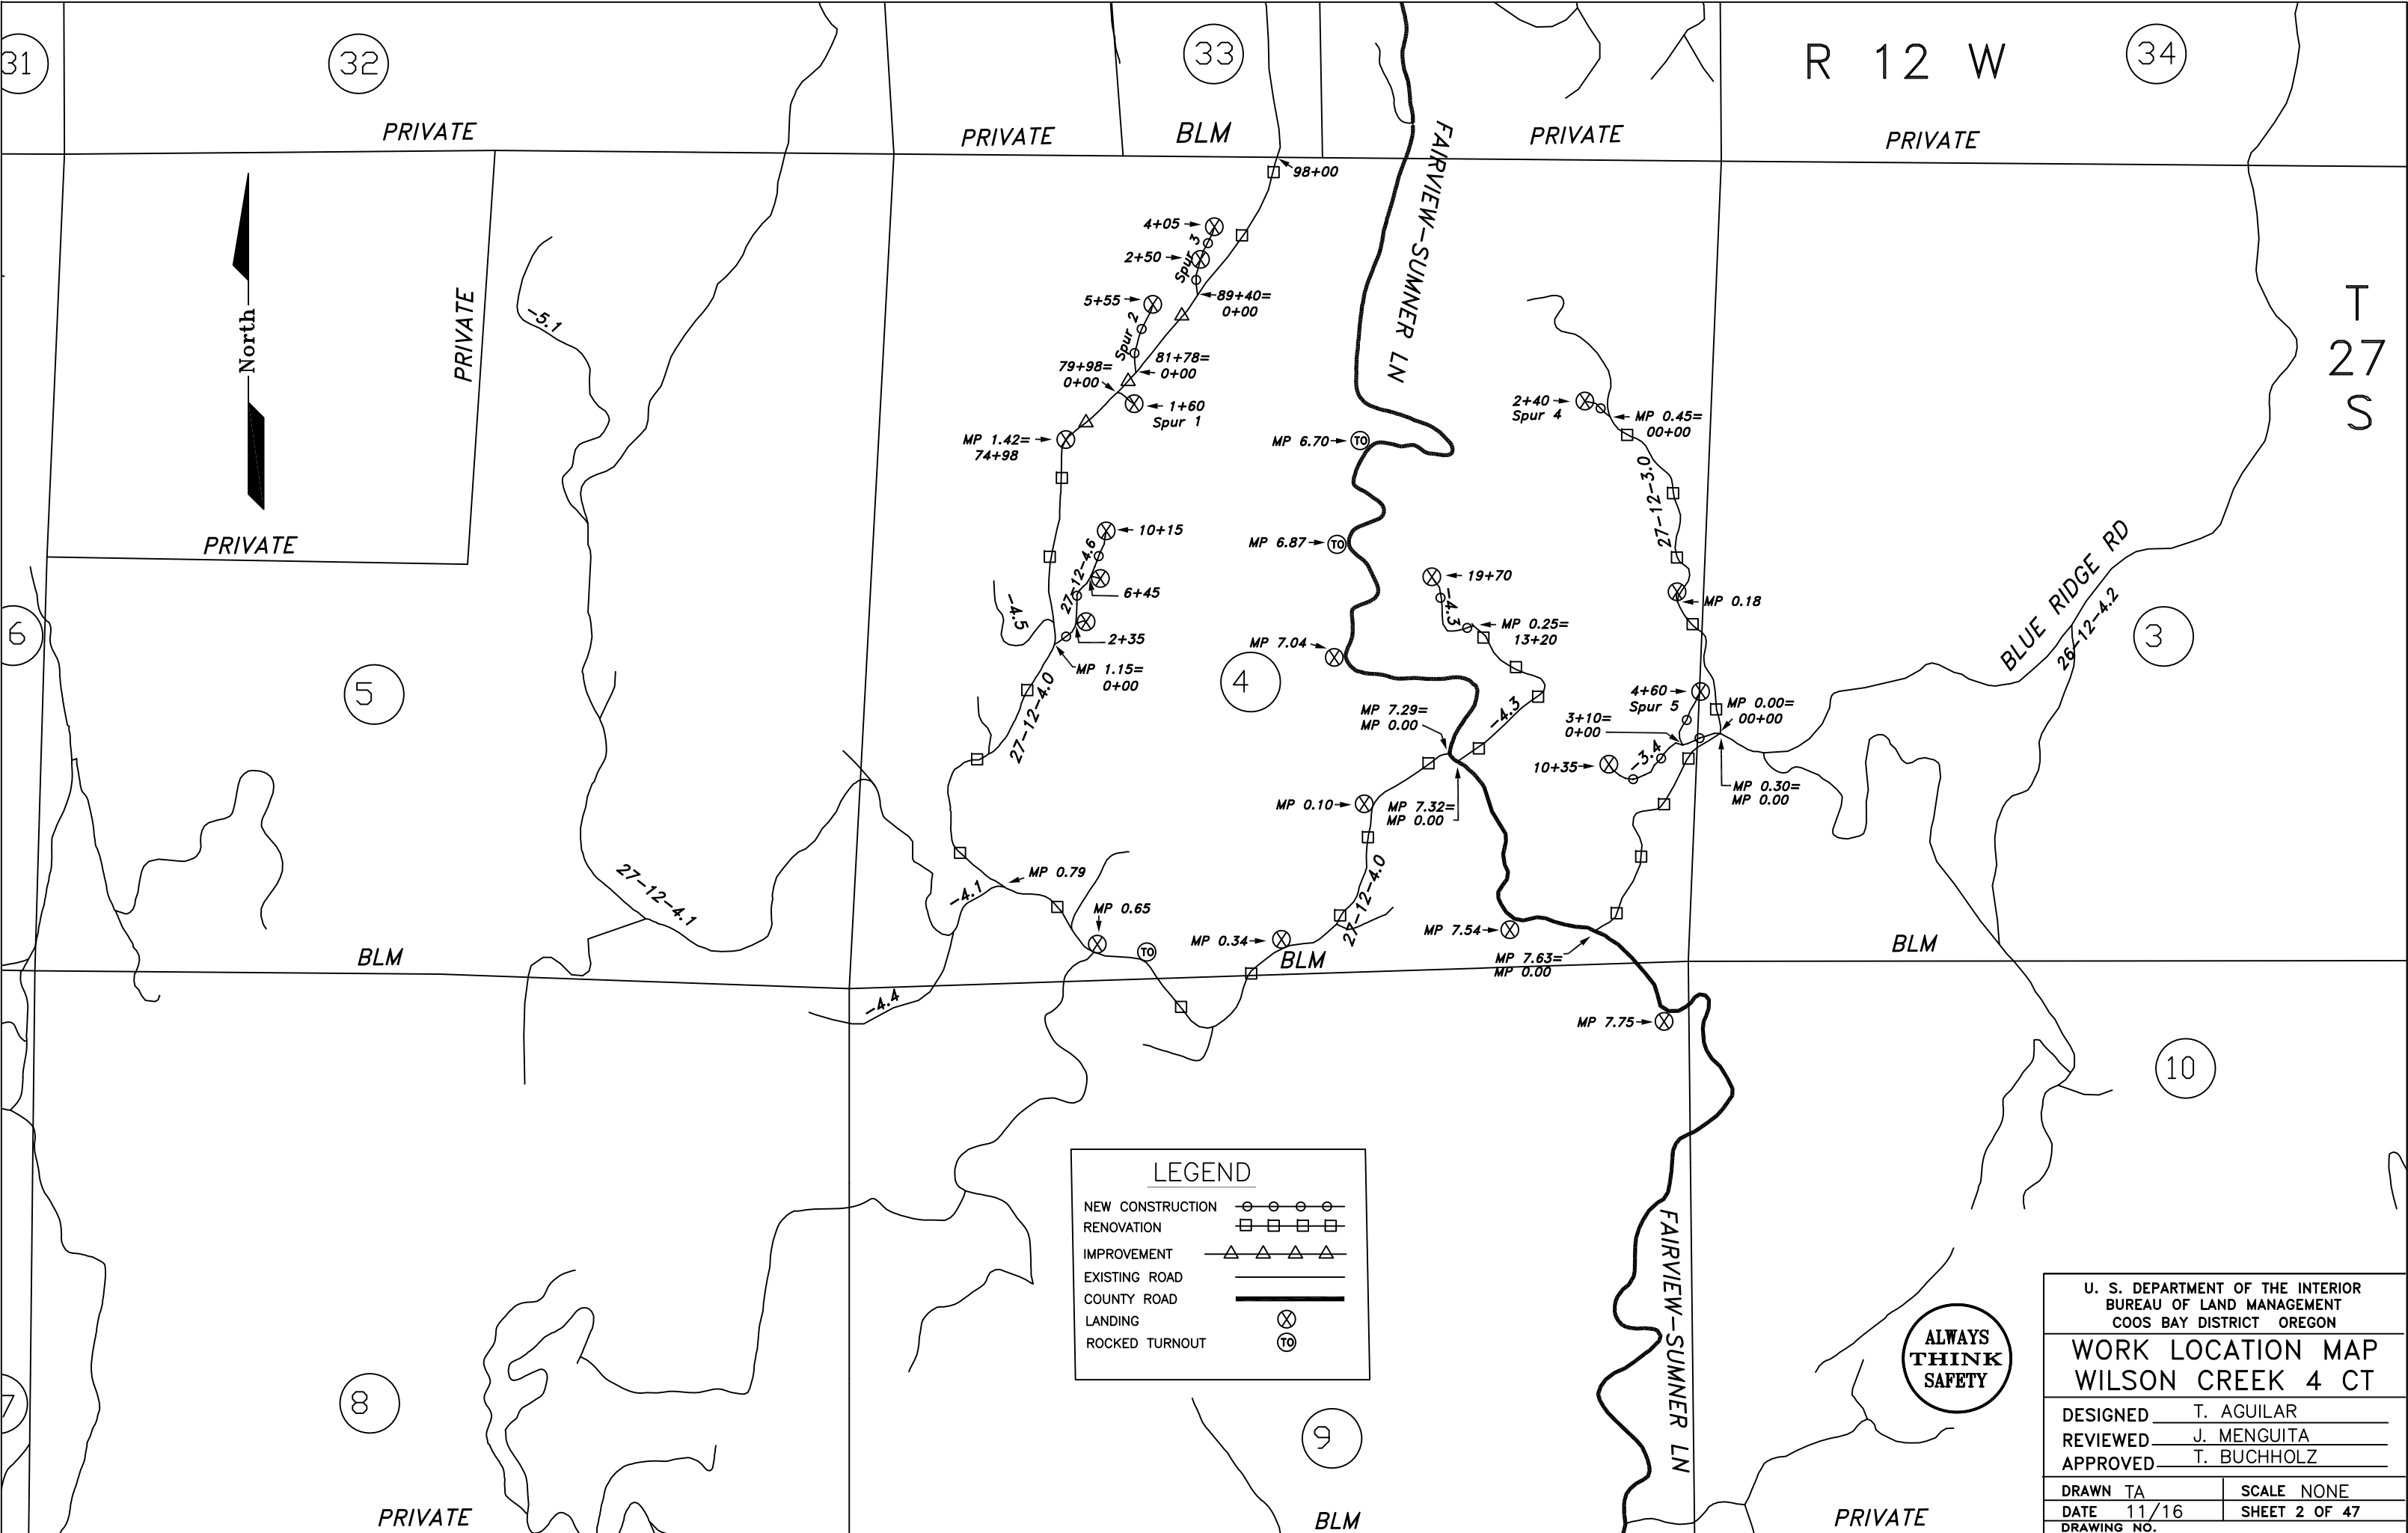 31
32
33
R 12 W
34
PRIVATE
PRIVATE
BLM
PRIVATE
PRIVATE
98+00
FAIRVIEW-SUMNER LN
North
PRIVATE
PRIVATE
-5.1
4+05
2+50
Spur 3
89+40=
0+00
5+55
Spur 2
81+78=
0+00
79+98=
0+00
1+60
Spur 1
MP 1.42=
74+98
T
27
S
MP 6.70
2+40
Spur 4
MP 0.45=
00+00
27-12-3.0
MP 6.87
10+15
27-12-4.6
6+45
-4.5
2+35
MP 1.15=
0+00
27-12-4.0
19+70
-4.3
MP 0.25=
13+20
MP 0.18
BLUE RIDGE RD
26-12-4.2
6
5
4
3
MP 7.04
MP 7.29=
MP 0.00
-4.3
4+60
Spur 5
3+10=
0+00
MP 0.00=
00+00
-3.4
10+35
MP 0.30=
MP 0.00
MP 0.10
MP 7.32=
MP 0.00
27-12-4.1
-4.1
MP 0.79
MP 0.65
TO
TO
TO
MP 0.34
27-12-4.0
MP 7.54
MP 7.63=
MP 0.00
BLM
BLM
BLM
-4.4
MP 7.75
10
LEGEND
NEW CONSTRUCTION
RENOVATION
IMPROVEMENT
EXISTING ROAD
COUNTY ROAD
LANDING
ROCKED TURNOUT
TO
FAIRVIEW-SUMNER LN
7
8
9
PRIVATE
BLM
PRIVATE
ALWAYS
THINK
SAFETY
U. S. DEPARTMENT OF THE INTERIOR
BUREAU OF LAND MANAGEMENT
COOS BAY DISTRICT OREGON
WORK LOCATION MAP
WILSON CREEK 4 CT
DESIGNED T. AGUILAR
REVIEWED J. MENGUITA
APPROVED T. BUCHHOLZ
DRAWN TA
SCALE NONE
DATE 11/16
SHEET 2 OF 47
DRAWING NO.